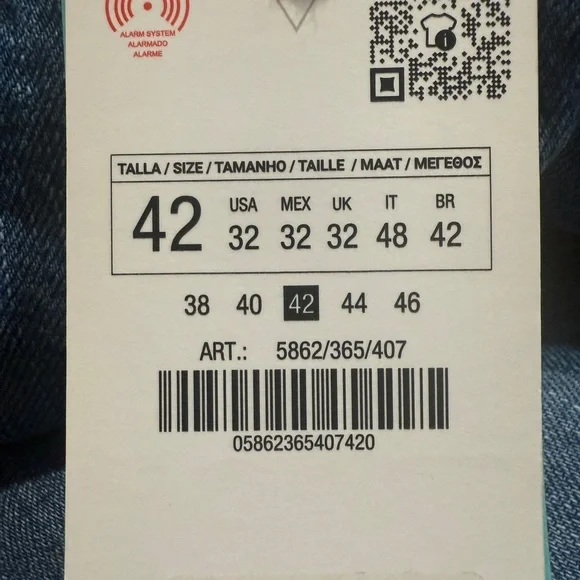 ALARM SYSTEM
ALARMADO
ALARME
TALLA / SIZE / TAMANHO / TAILLE / MAAT / ΜΕΓΕΘΟΣ
42
USA MEX UK IT BR
32 32 32 48 42
38 40 42 44 46
ART.: 5862/365/407
05862365407420